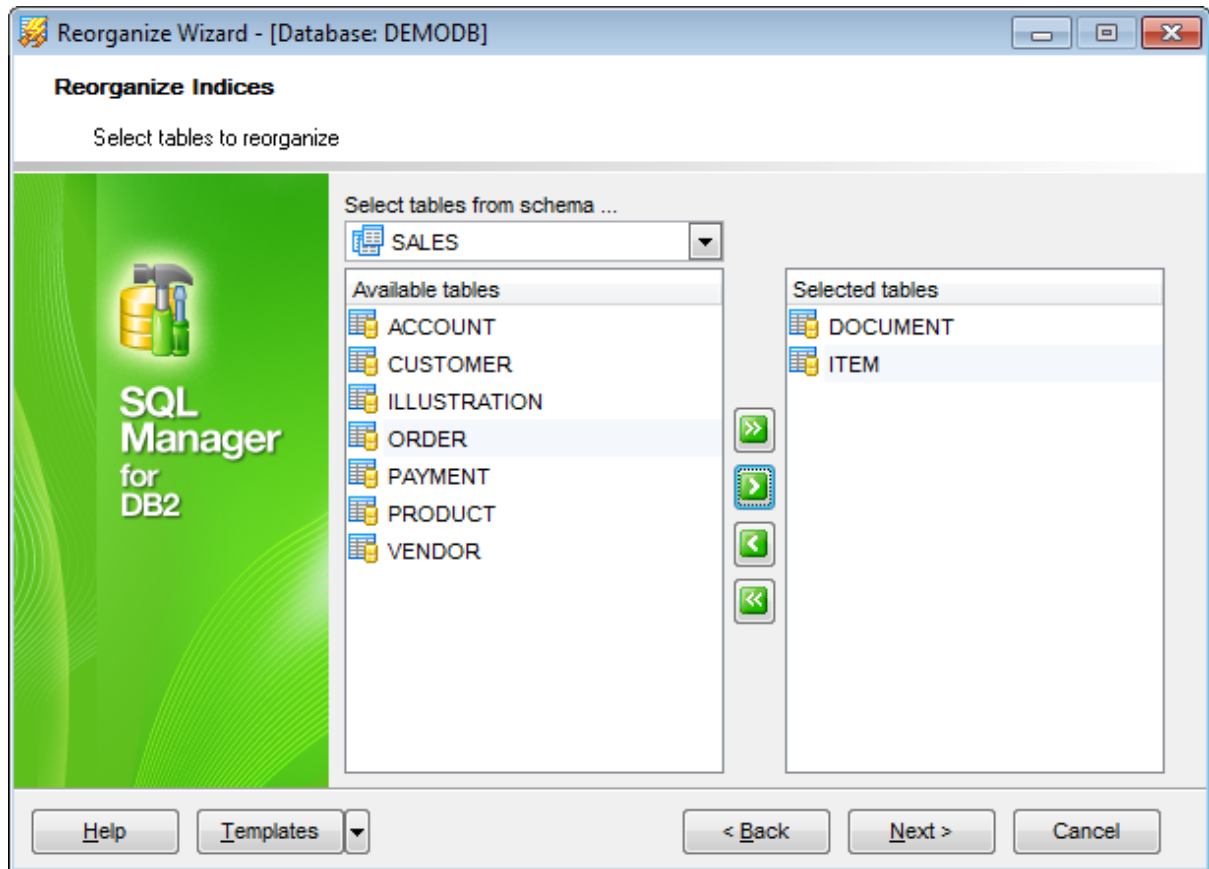 Reorganize Wizard - [Database: DEMODB]
Reorganize Indices
Select tables to reorganize
SQL
Manager
for
DB2
Select tables from schema ...
SALES
Available tables
ACCOUNT
CUSTOMER
ILLUSTRATION
ORDER
PAYMENT
PRODUCT
VENDOR
Selected tables
DOCUMENT
ITEM
Help
Templates
< Back
Next >
Cancel